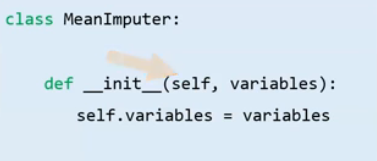 class MeanImputer:
def __init__(self, variables):
self.variables = variables